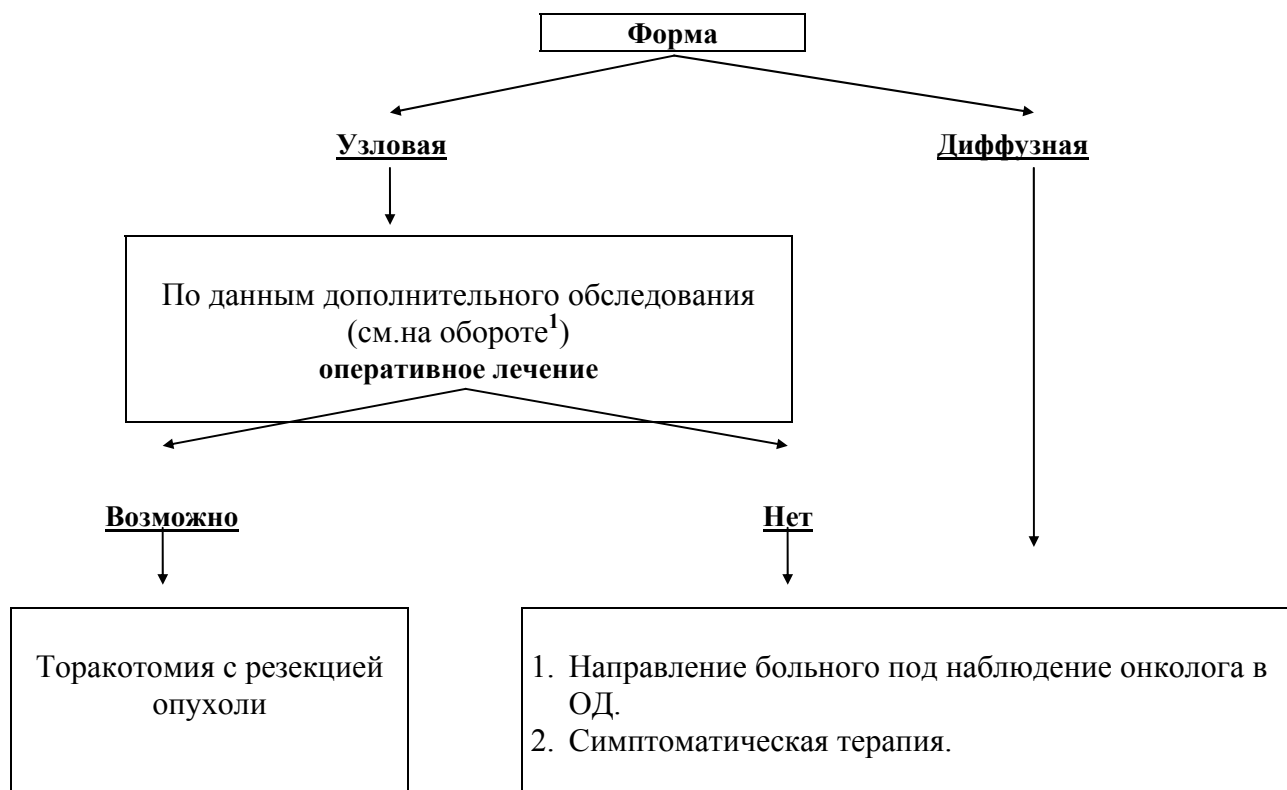 Форма
Узловая
Диффузная
По данным дополнительного обследования
(см.на обороте¹)
оперативное лечение
Возможно
Нет
Торакотомия с резекцией
опухоли
1. Направление больного под наблюдение онколога в
ОД.
2. Симптоматическая терапия.